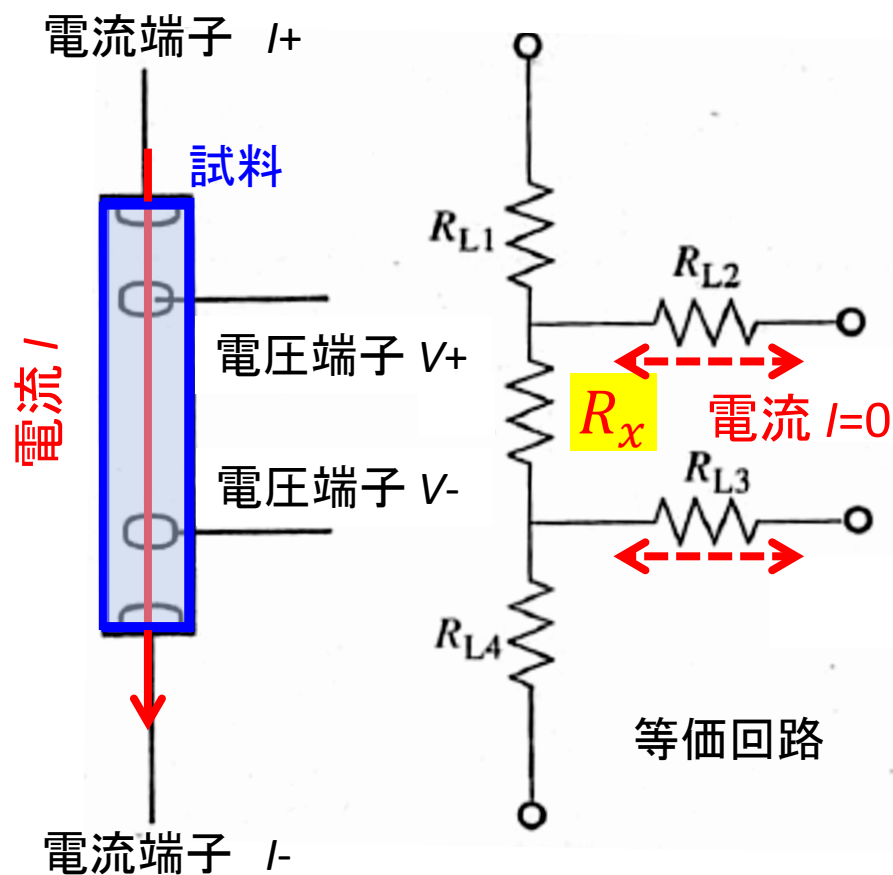 電流端子 I+
試料
電圧端子 V+
電流 I
電圧端子 V-
電流端子 I-
R_L1
R_L2
R_x
電流 I=0
R_L3
R_L4
等価回路